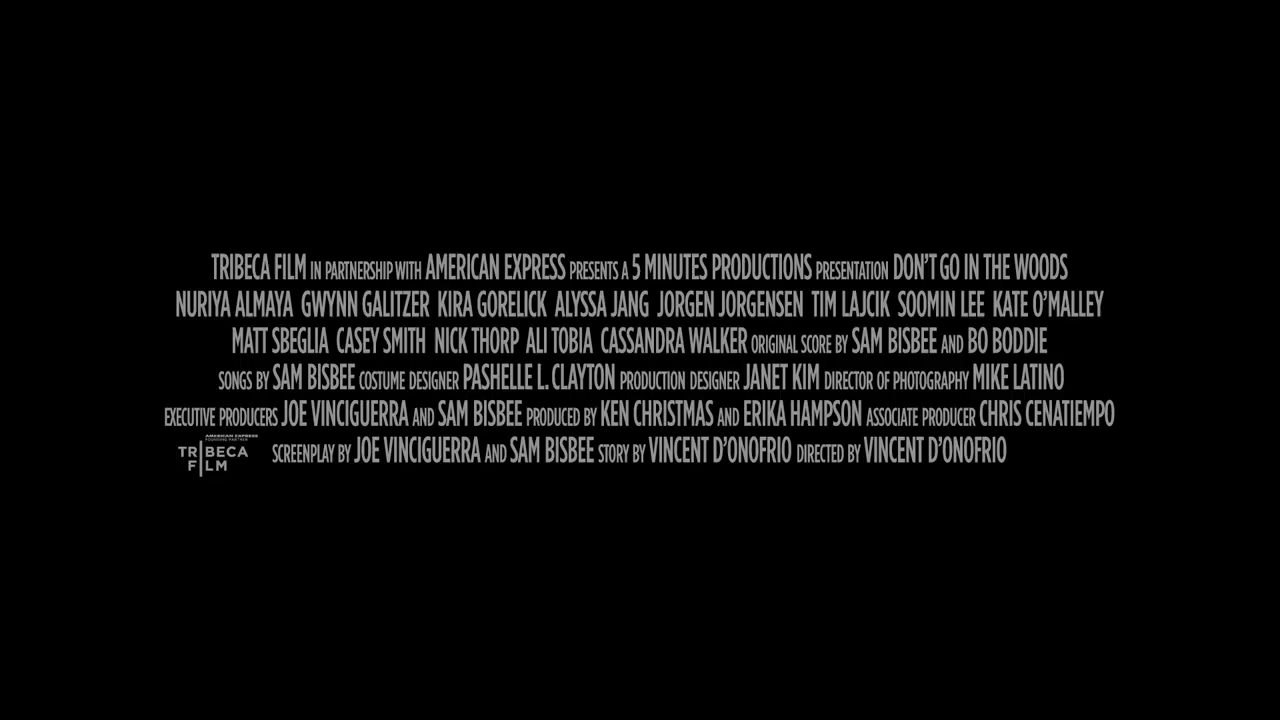 TRIBECA FILM IN PARTNERSHIP WITH AMERICAN EXPRESS PRESENTS A 5 MINUTES PRODUCTIONS PRESENTATION DON'T GO IN THE WOODS
NURIYA ALMAYA GWYNN GALITZER KIRA GORELICK ALYSSA JANG JORGEN JORGENSEN TIM LAJCIK SOOMIN LEE KATE O'MALLEY
MATT SBEGLIA CASEY SMITH NICK THORP ALI TOBIA CASSANDRA WALKER ORIGINAL SCORE BY SAM BISBEE AND BO BODDIE
SONGS BY SAM BISBEE COSTUME DESIGNER PASHELLE L. CLAYTON PRODUCTION DESIGNER JANET KIM DIRECTOR OF PHOTOGRAPHY MIKE LATINO
EXECUTIVE PRODUCERS JOE VINCIGUERRA AND SAM BISBEE PRODUCED BY KEN CHRISTMAS AND ERIKA HAMPSON ASSOCIATE PRODUCER CHRIS CENATIEMPO
SCREENPLAY BY JOE VINCIGUERRA AND SAM BISBEE STORY BY VINCENT D'ONOFRIO DIRECTED BY VINCENT D'ONOFRIO
AMERICAN EXPRESS
FOUNDING PARTNER
TRIBECA
FILM